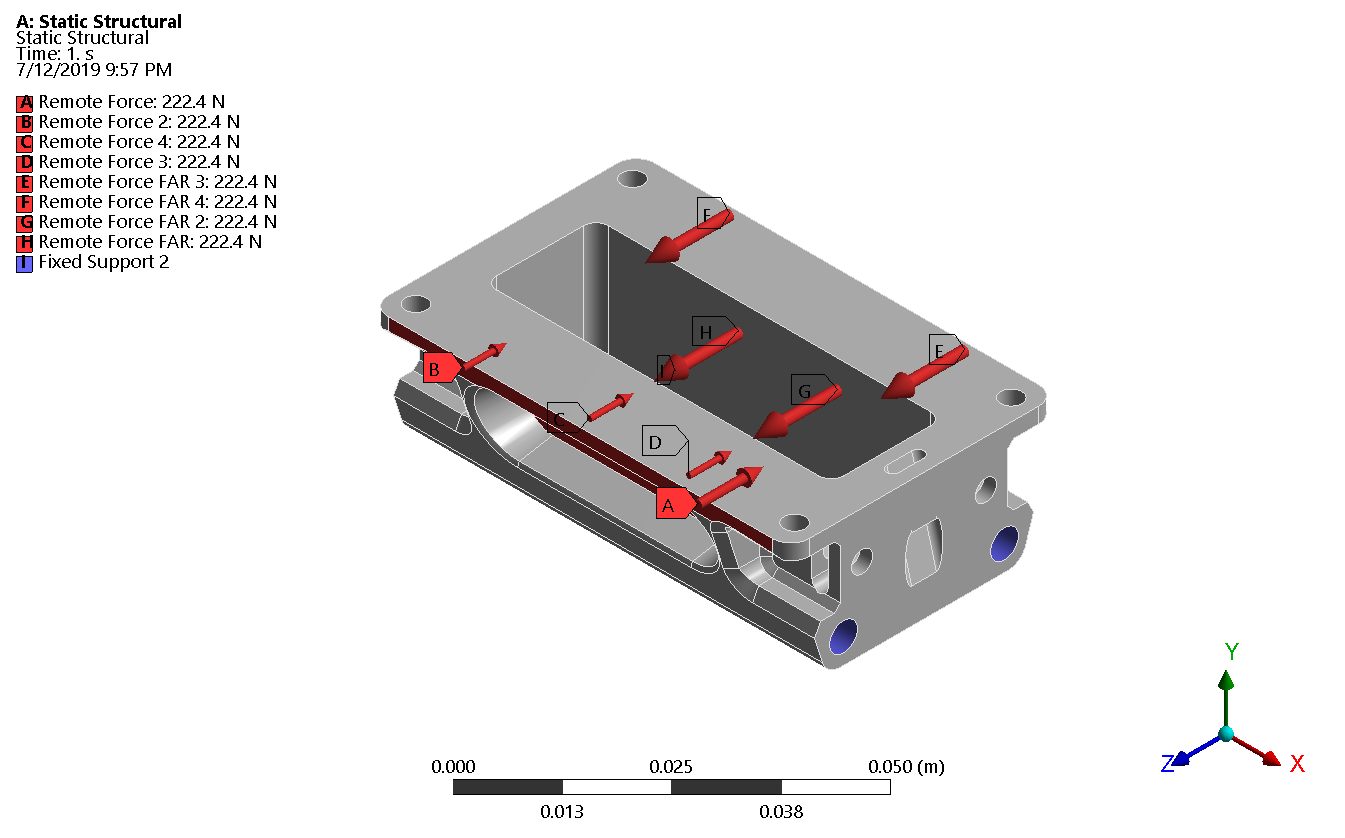 A: Static Structural
Static Structural
Time: 1. s
7/12/2019 9:57 PM
A Remote Force: 222.4 N
B Remote Force 2: 222.4 N
C Remote Force 4: 222.4 N
D Remote Force 3: 222.4 N
E Remote Force FAR 3: 222.4 N
F Remote Force FAR 4: 222.4 N
G Remote Force FAR 2: 222.4 N
H Remote Force FAR: 222.4 N
I Fixed Support 2
F
H
E
I
B
G
C
D
A
Y
Z
X
0.000 0.025 0.050 (m)
0.013 0.038